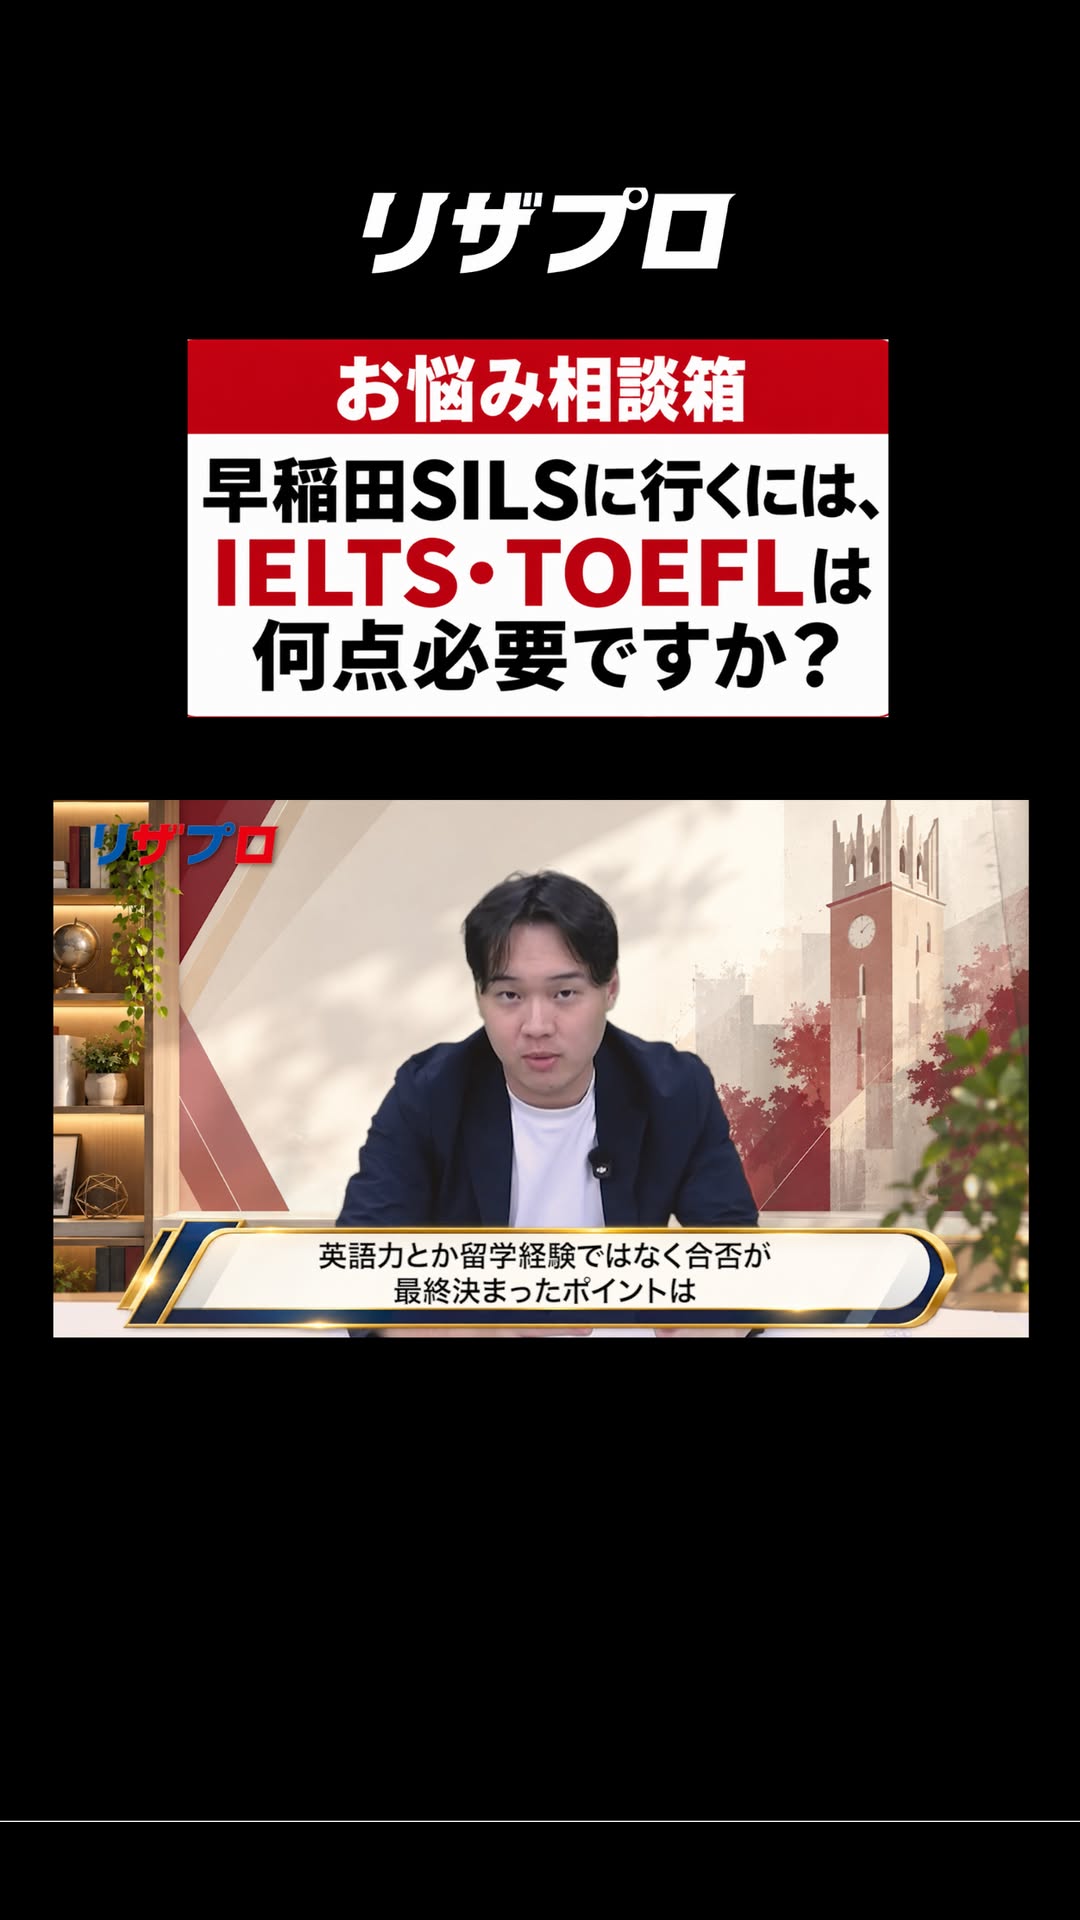 リザプロ
お悩み相談箱
早稲田SILSに行くには、
IELTS・TOEFLは
何点必要ですか？
リザプロ
英語力とか留学経験ではなく合否が
最終決まったポイントは